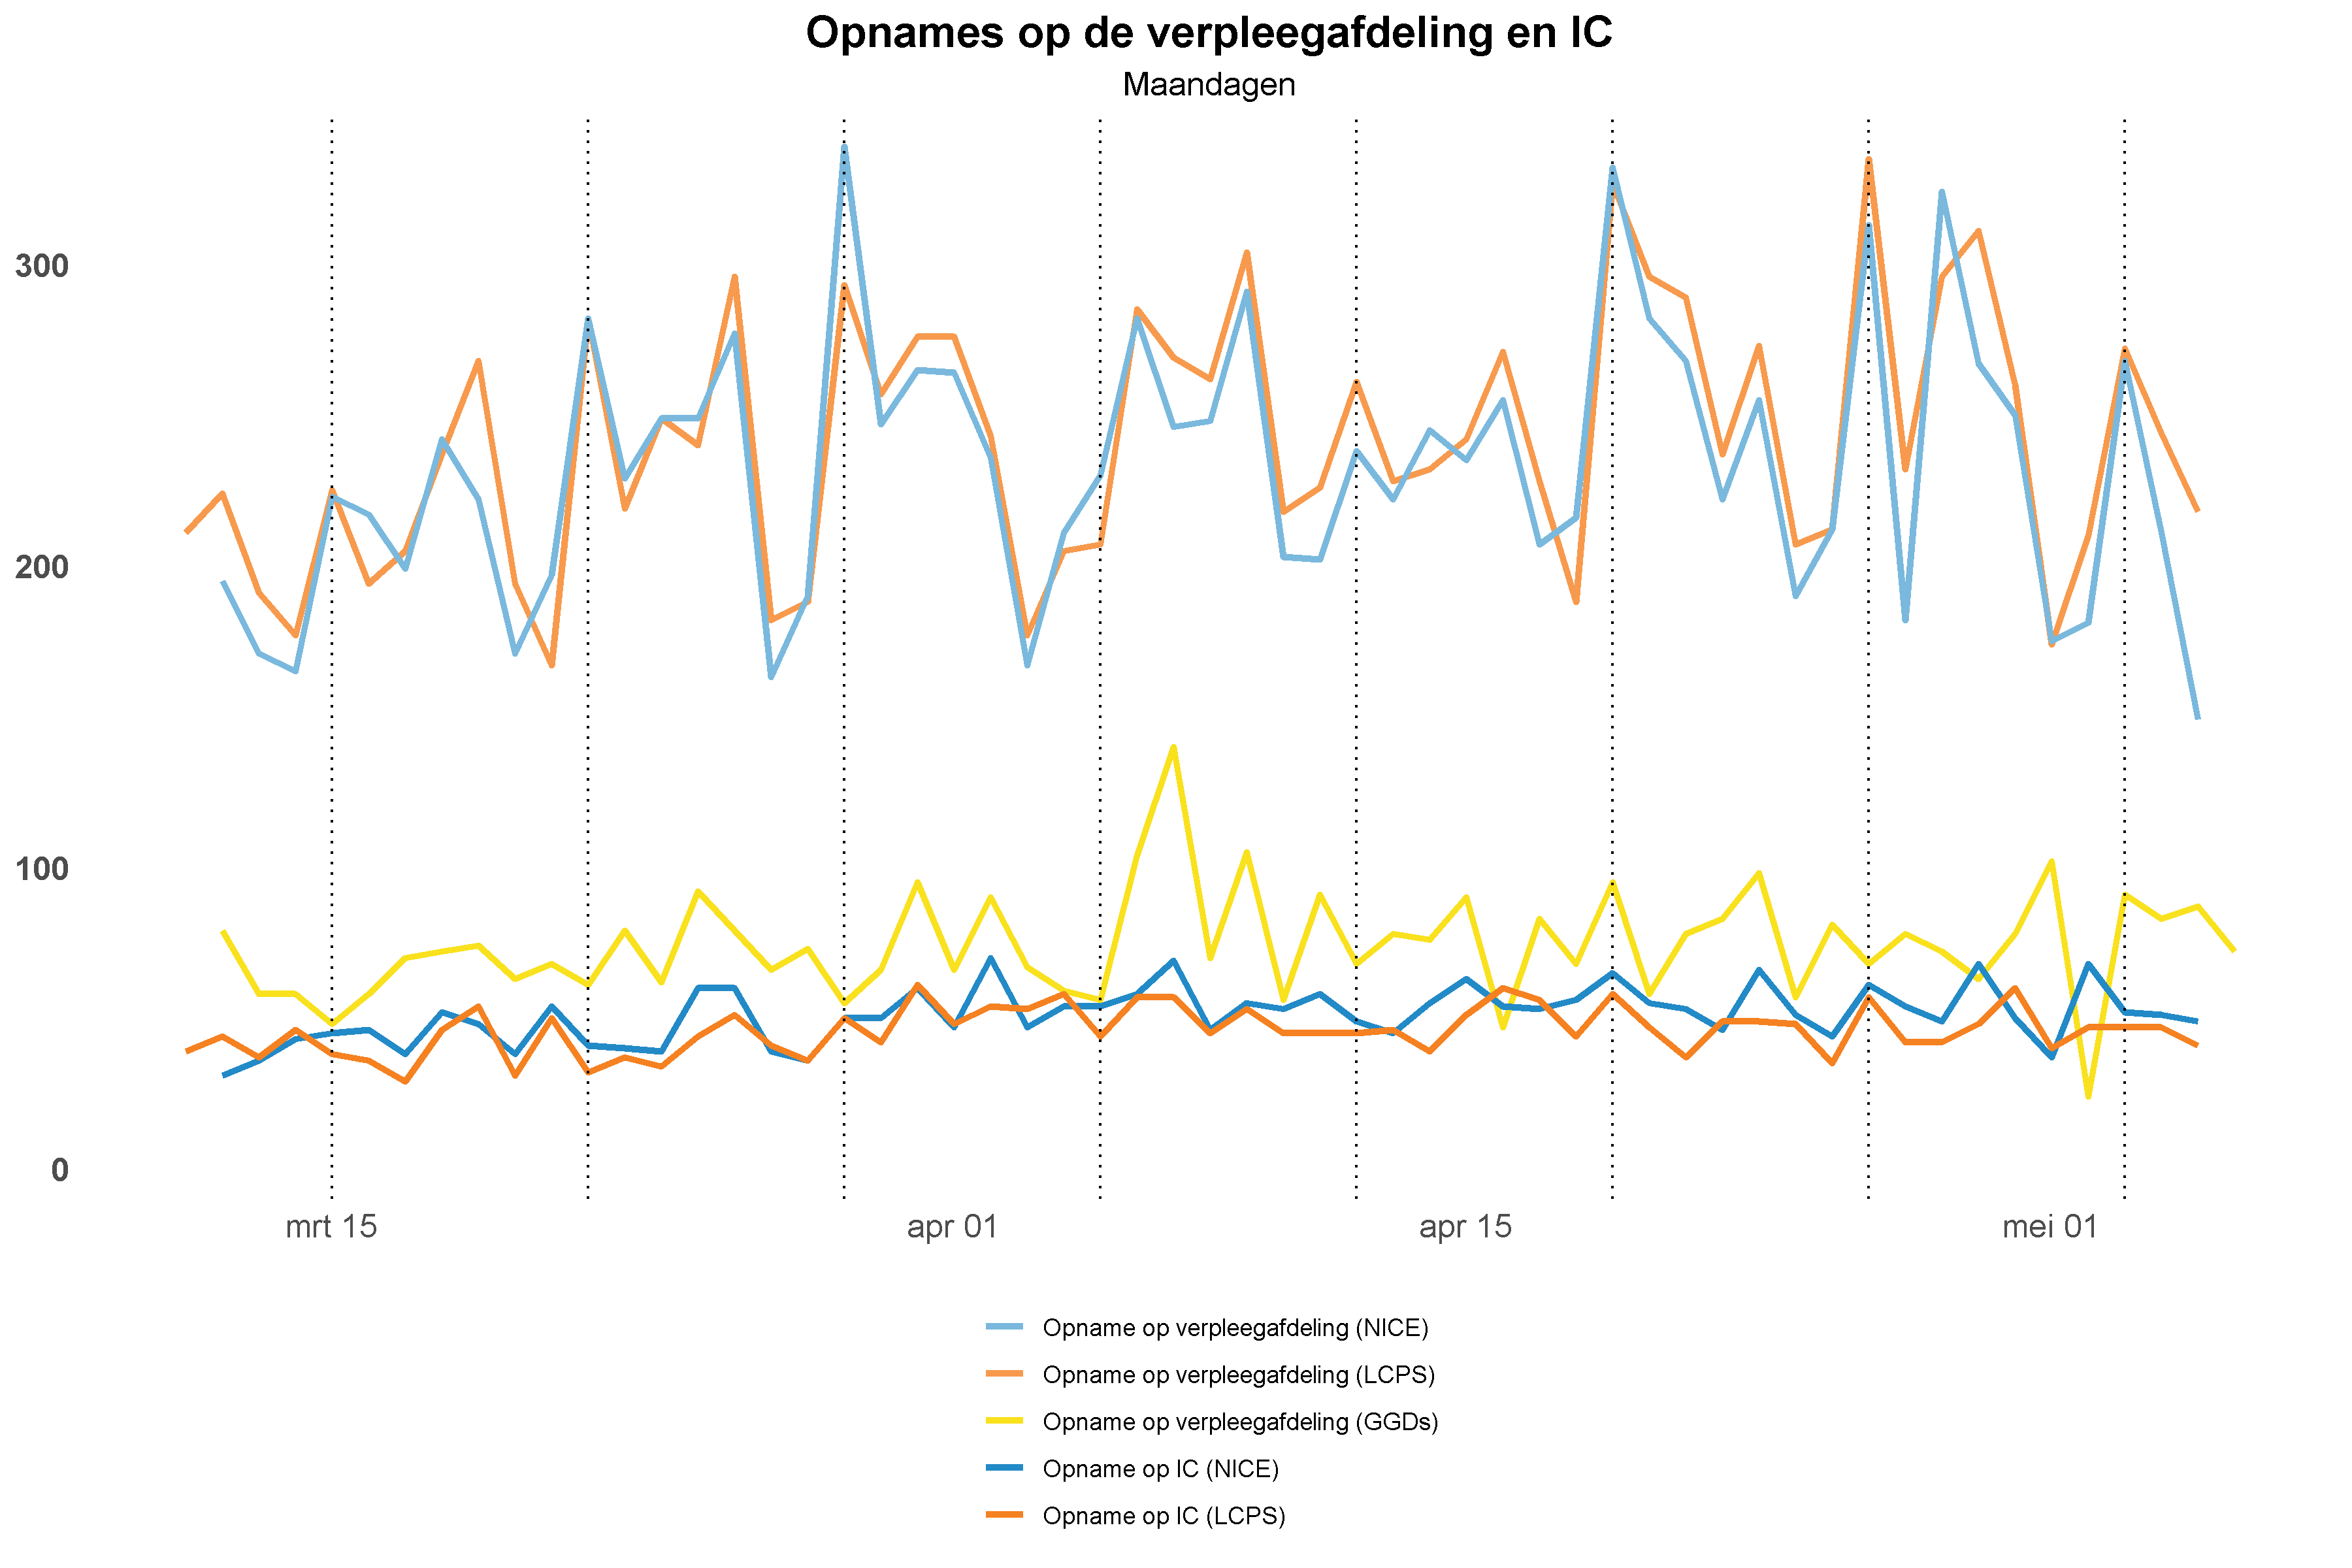 Opnames op de verpleegafdeling en IC
Maandagen
300
200
100
0
mrt 15
apr 01
apr 15
mei 01
Opname op verpleegafdeling (NICE)
Opname op verpleegafdeling (LCPS)
Opname op verpleegafdeling (GGDs)
Opname op IC (NICE)
Opname op IC (LCPS)